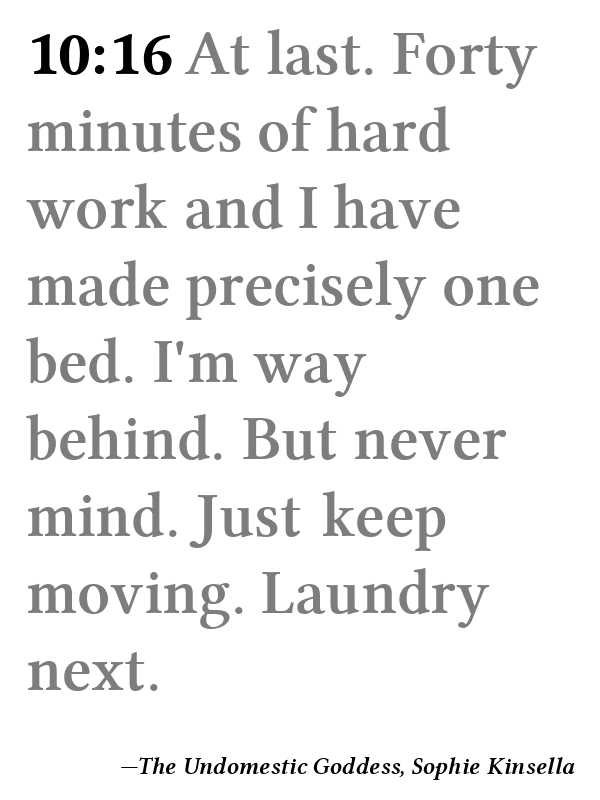 10:16 At last. Forty
minutes of hard
work and I have
made precisely one
bed. I'm way
behind. But never
mind. Just keep
moving. Laundry
next.
—The Undomestic Goddess, Sophie Kinsella